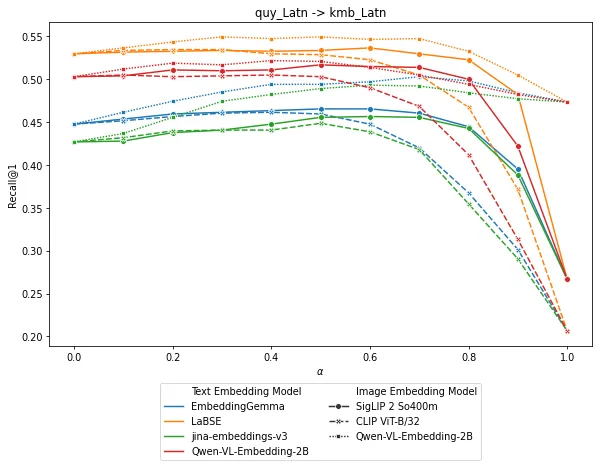 quy_Latn -> kmb_Latn
Recall@1
0.55
0.50
0.45
0.40
0.35
0.30
0.25
0.20
0.0 0.2 0.4 0.6 0.8 1.0
α
Text Embedding Model Image Embedding Model
EmbeddingGemma SigLIP 2 So400m
LaBSE CLIP ViT-B/32
jina-embeddings-v3 Qwen-VL-Embedding-2B
Qwen-VL-Embedding-2B